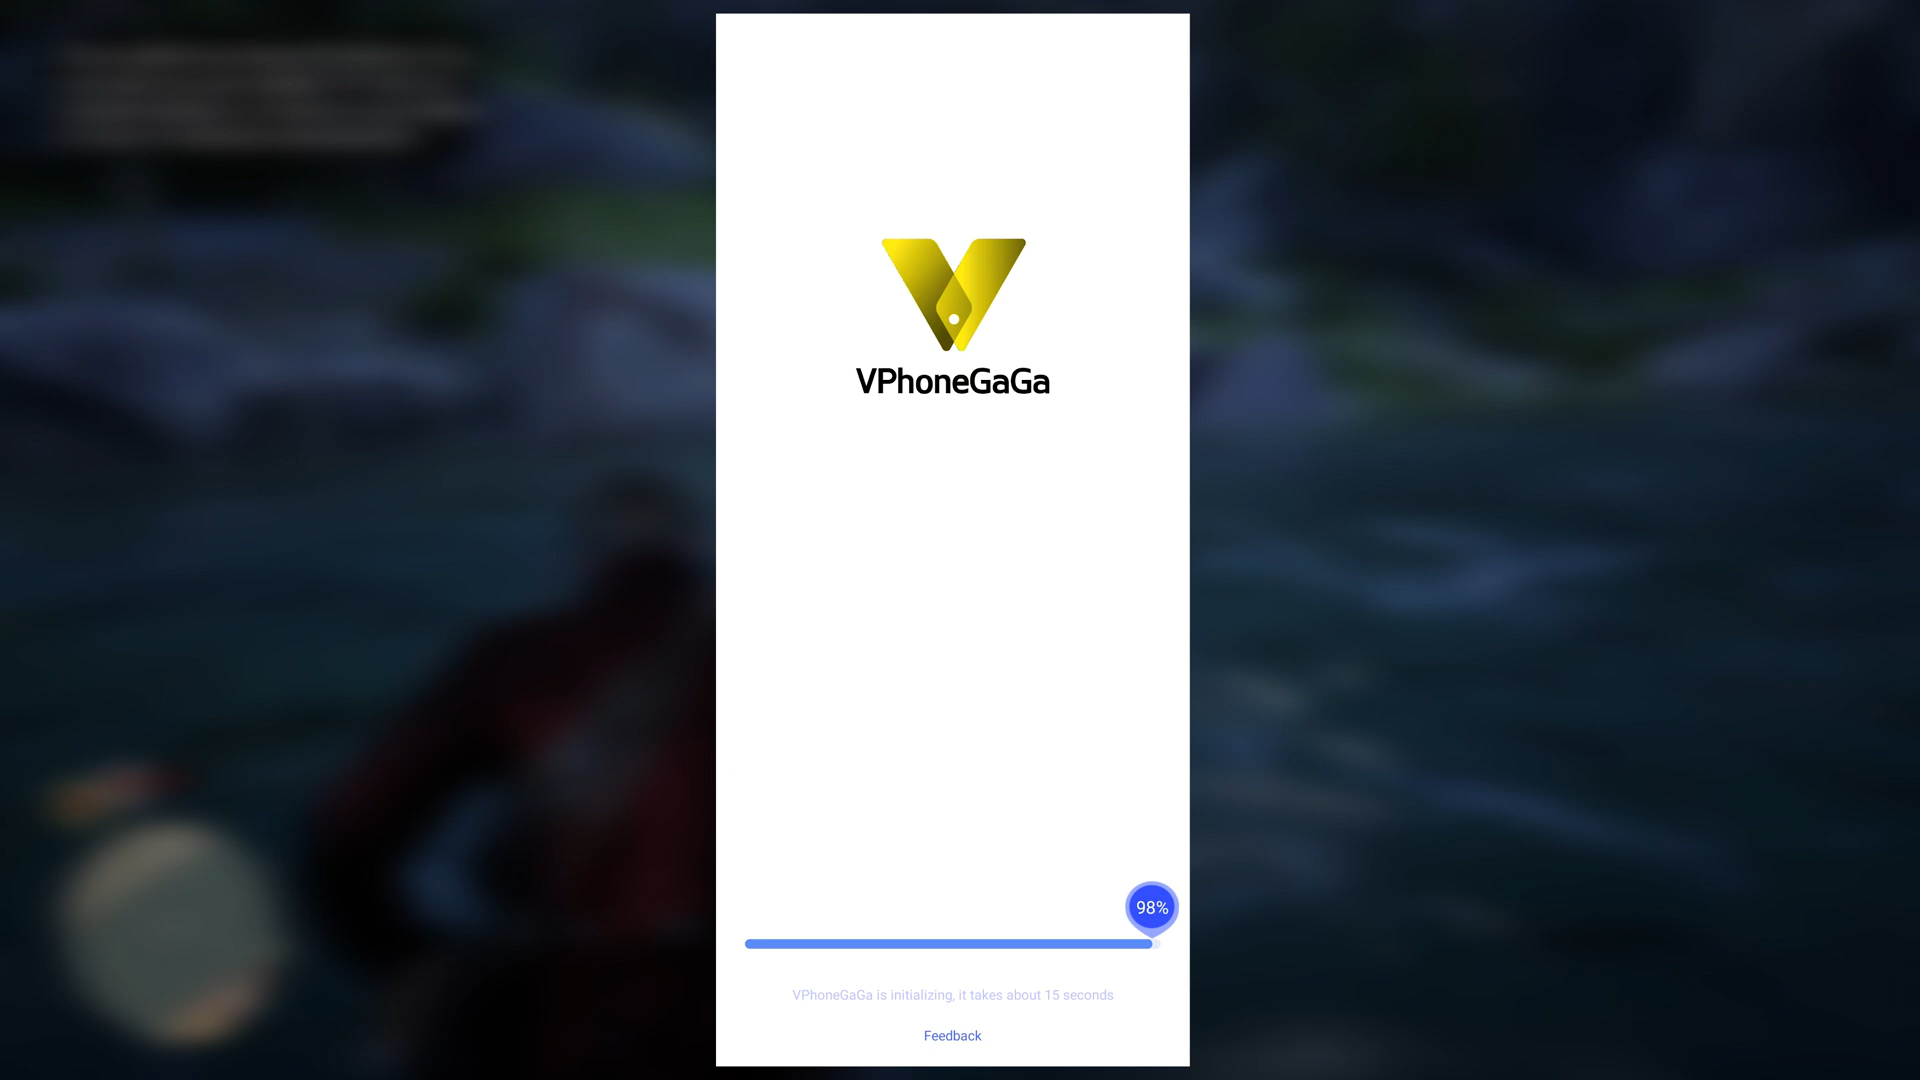 VPhoneGaGa
98%
VPhoneGaGa is initializing, it takes about 15 seconds
Feedback